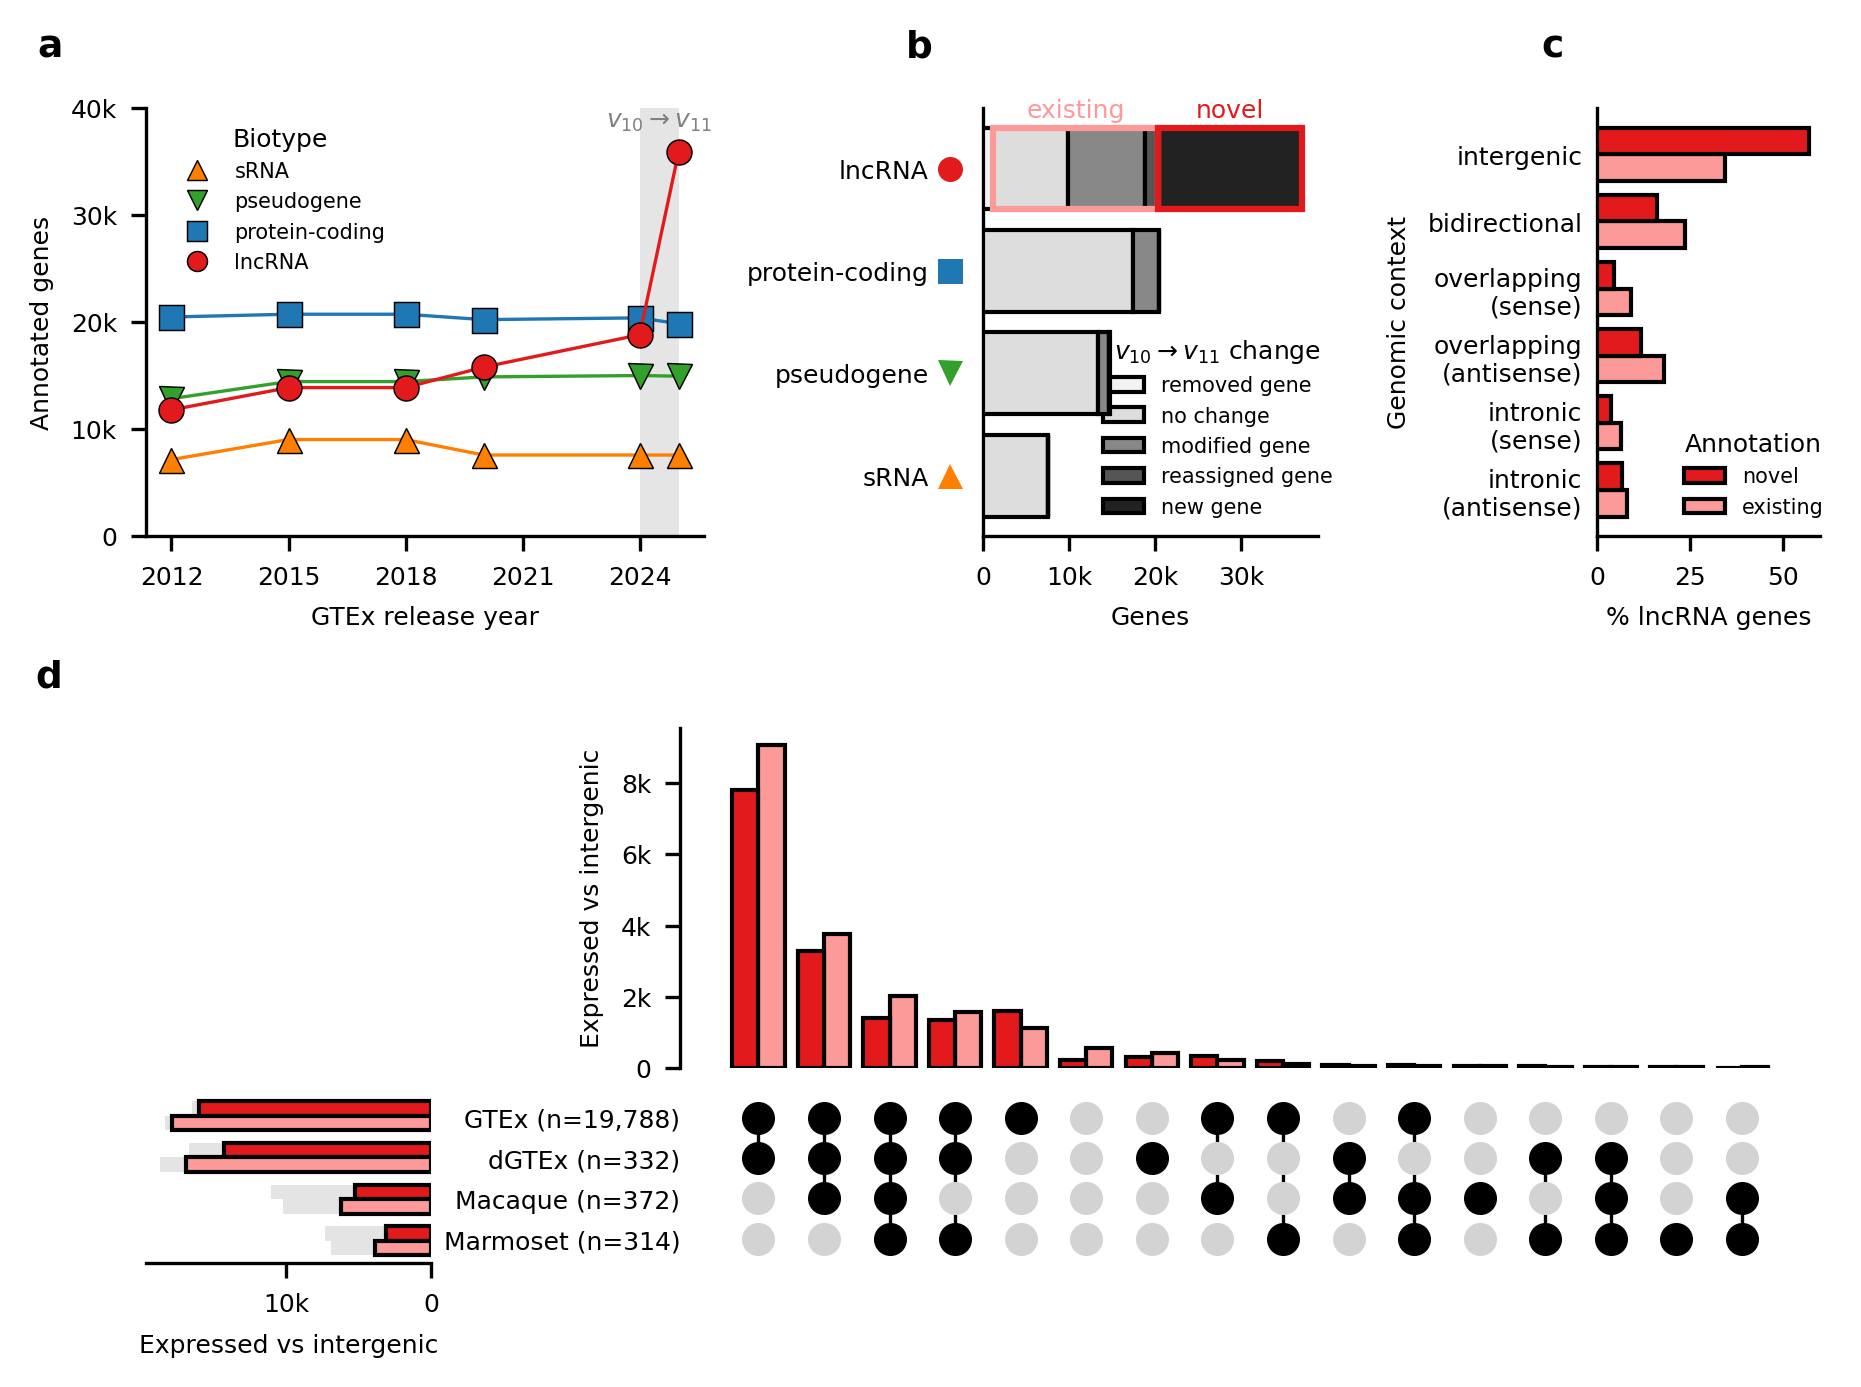 a
40k
30k
20k
10k
0
Annotated genes
Biotype
sRNA
pseudogene
protein-coding
lncRNA
v10→v11
2012
2015
2018
2021
2024
GTEx release year
b
existing
novel
lncRNA
protein-coding
pseudogene
sRNA
v10→v11 change
removed gene
no change
modified gene
reassigned gene
new gene
0
10k
20k
30k
Genes
c
Genomic context
intergenic
bidirectional
overlapping
(sense)
overlapping
(antisense)
intronic
(sense)
intronic
(antisense)
Annotation
novel
existing
0
25
50
% lncRNA genes
d
Expressed vs intergenic
8k
6k
4k
2k
0
GTEx (n=19,788)
dGTEx (n=332)
Macaque (n=372)
Marmoset (n=314)
10k
0
Expressed vs intergenic